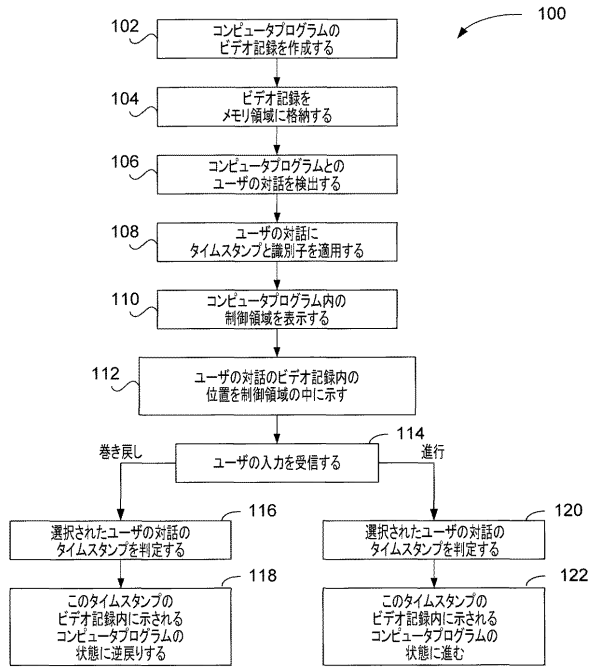 100
102
コンピュータプログラムの
ビデオ記録を作成する
104
ビデオ記録を
メモリ領域に格納する
106
コンピュータプログラムとの
ユーザの対話を検出する
108
ユーザの対話に
タイムスタンプと識別子を適用する
110
コンピュータプログラム内の
制御領域を表示する
112
ユーザの対話のビデオ記録内の
位置を制御領域の中に示す
114
ユーザの入力を受信する
巻き戻し
進行
116
選択されたユーザの対話の
タイムスタンプを判定する
118
このタイムスタンプの
ビデオ記録内に示される
コンピュータプログラムの
状態に逆戻りする
120
選択されたユーザの対話の
タイムスタンプを判定する
122
このタイムスタンプの
ビデオ記録内に示される
コンピュータプログラムの
状態に進む